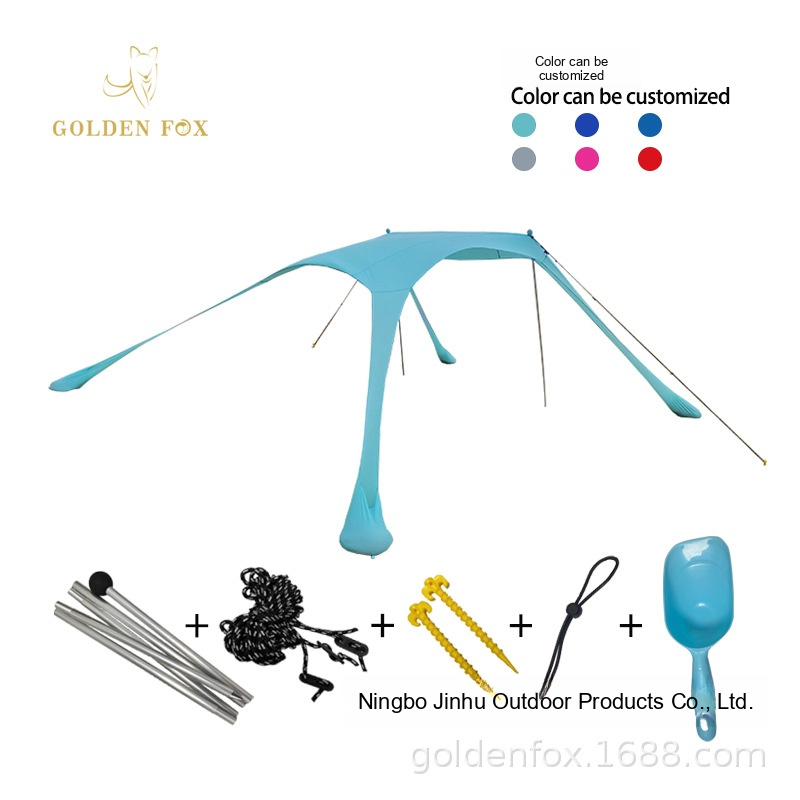 Color can be
customized
Color can be customized
GOLDEN FOX
Ningbo Jinhu Outdoor Products Co., Ltd.
goldenfox.1688.com